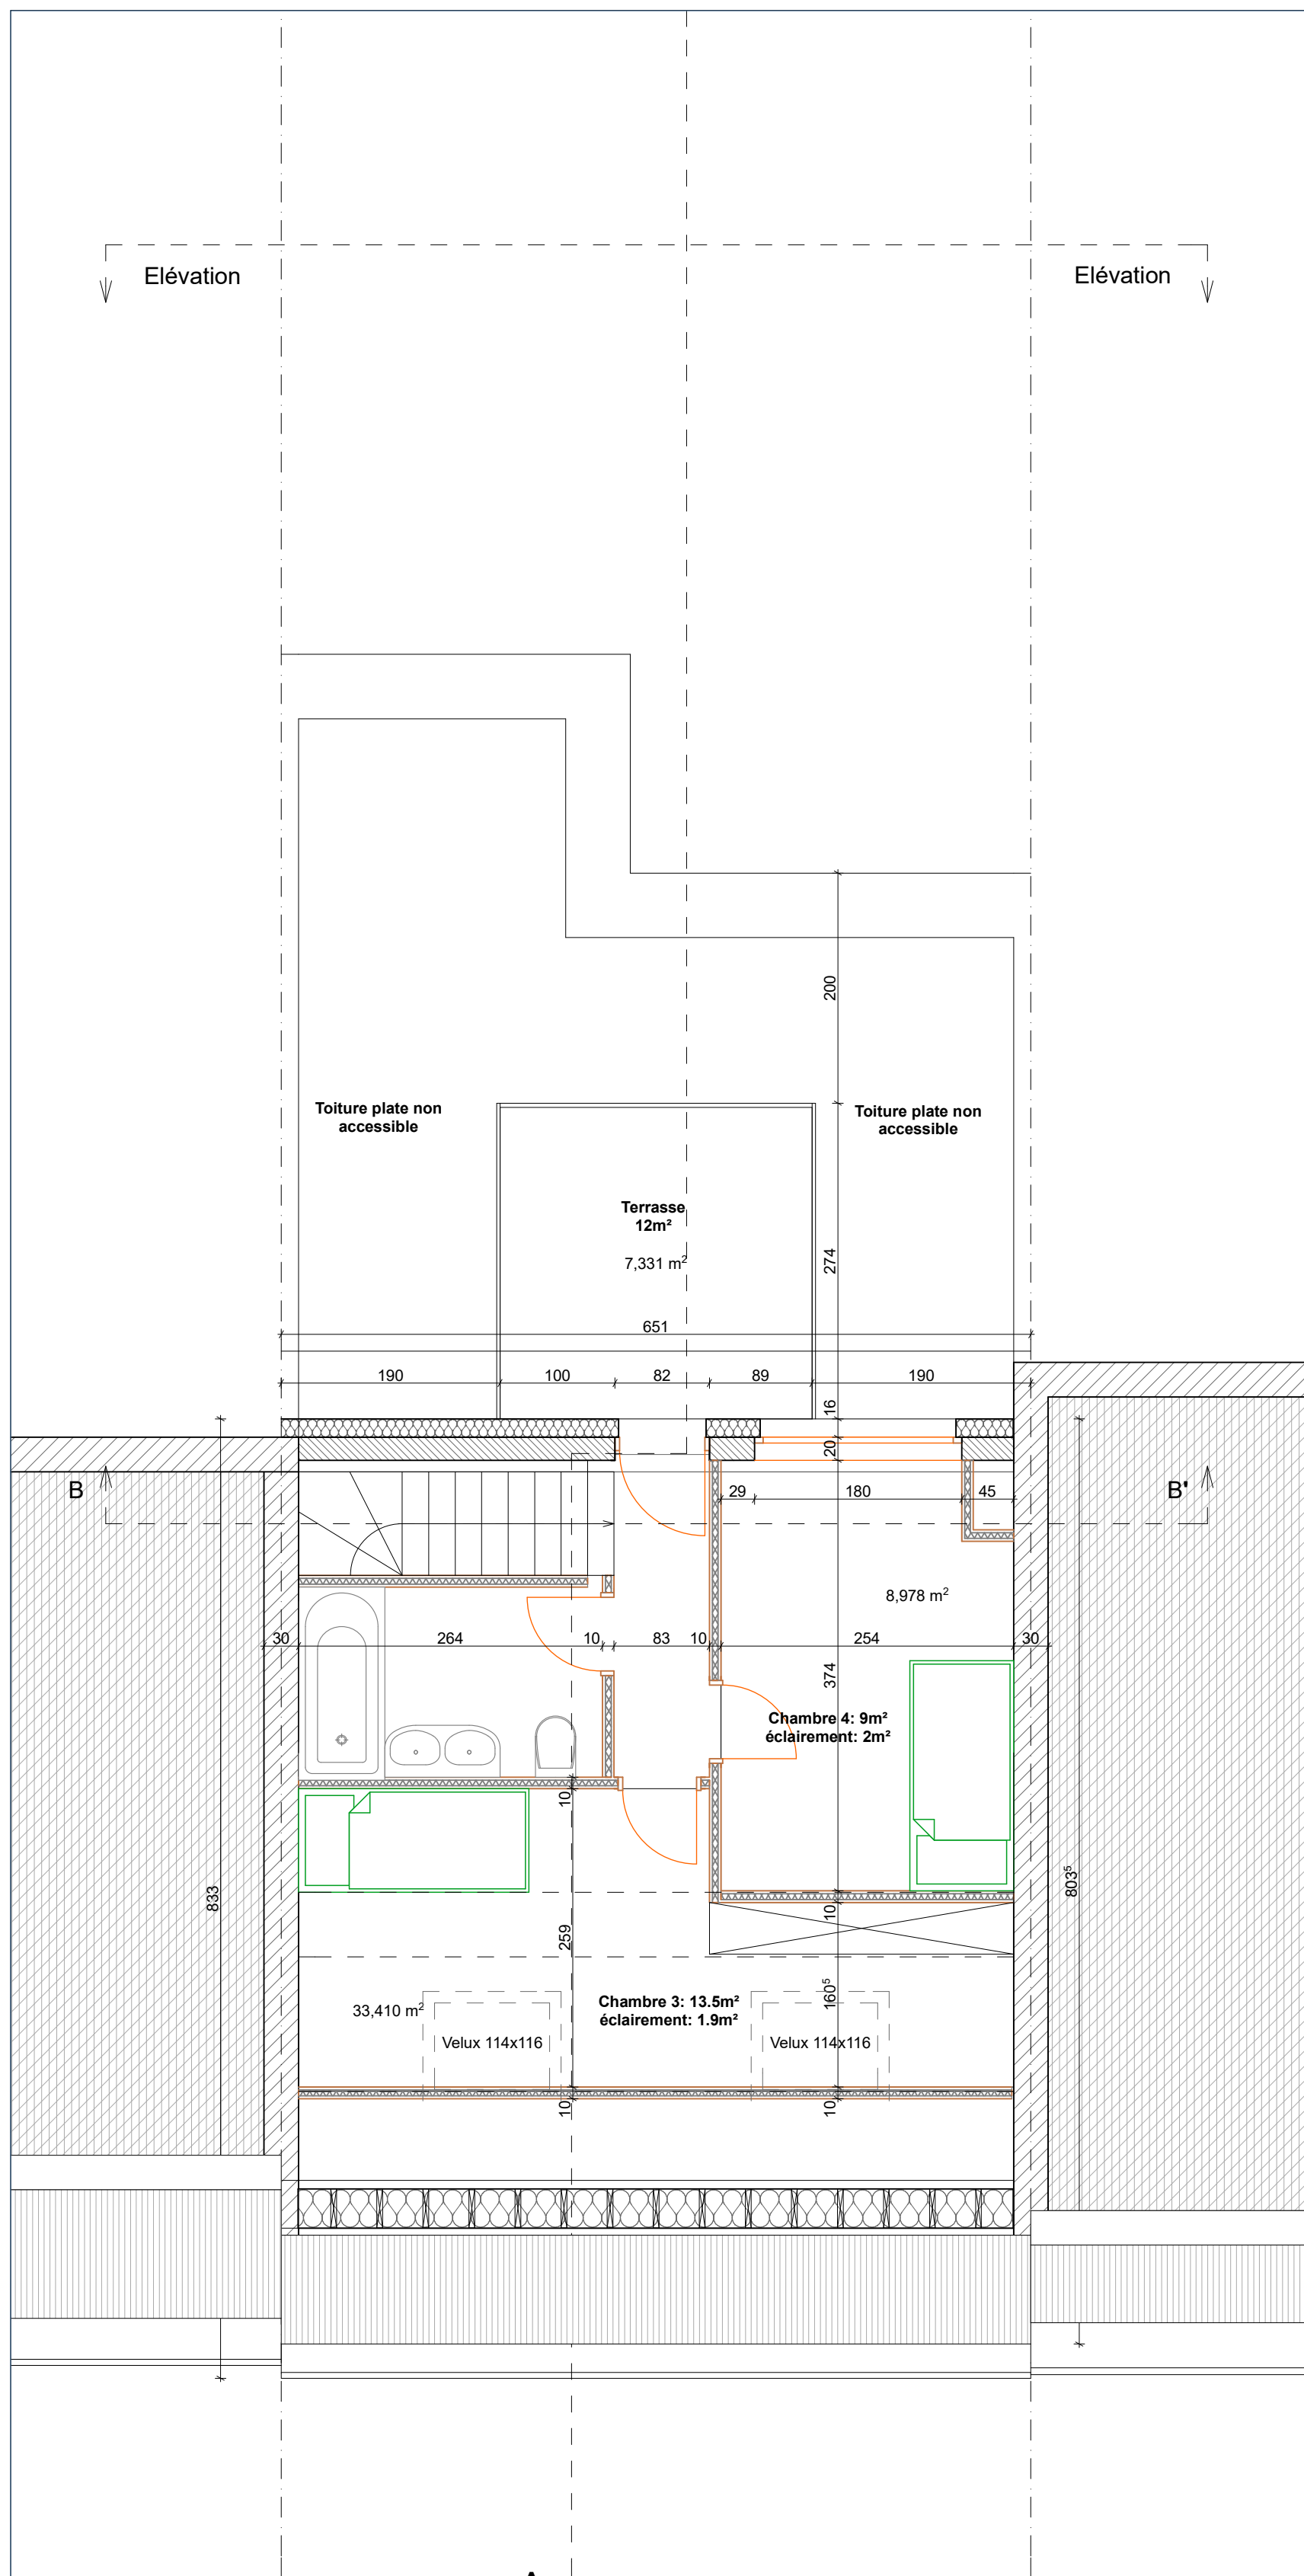 Elévation
Elévation
200
Toiture plate non
accessible
Toiture plate non
accessible
Terrasse
12m²
7,331 m²
274
651
190
100
82
89
190
16
20
B
B'
29
180
45
8,978 m²
30
264
10
83
10
254
30
374
Chambre 4: 9m²
éclairement: 2m²
10
833
803⁵
10
259
160⁵
33,410 m²
Chambre 3: 13.5m²
éclairement: 1.9m²
Velux 114x116
Velux 114x116
10
10